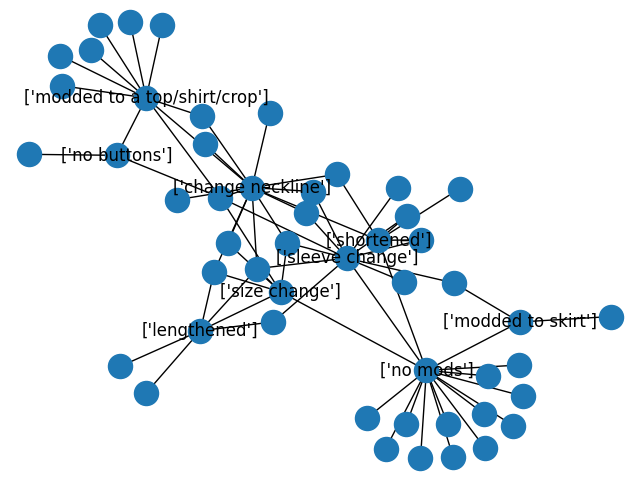 ['modded to a top/shirt/crop']
['no buttons']
['change neckline']
['shortened']
['sleeve change']
['size change']
['modded to skirt']
['lengthened']
['no mods']